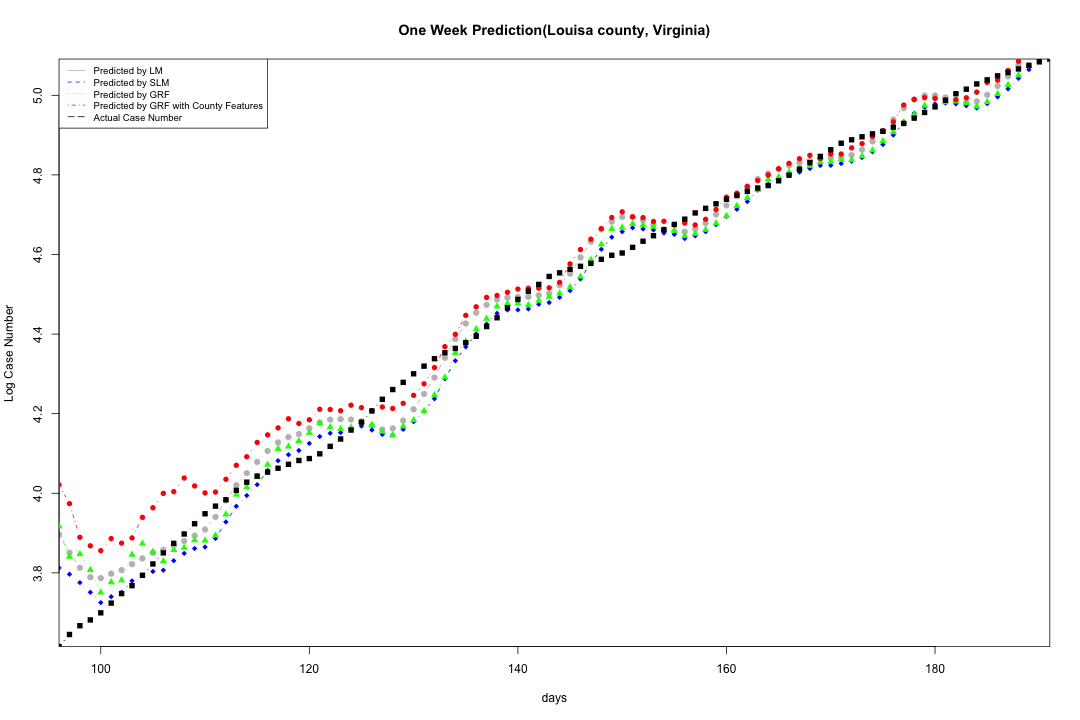 One Week Prediction(Louisa county, Virginia)
Predicted by LM
Predicted by SLM
Predicted by GRF
Predicted by GRF with County Features
Actual Case Number
Log Case Number
5.0
4.8
4.6
4.4
4.2
4.0
3.8
100 120 140 160 180
days